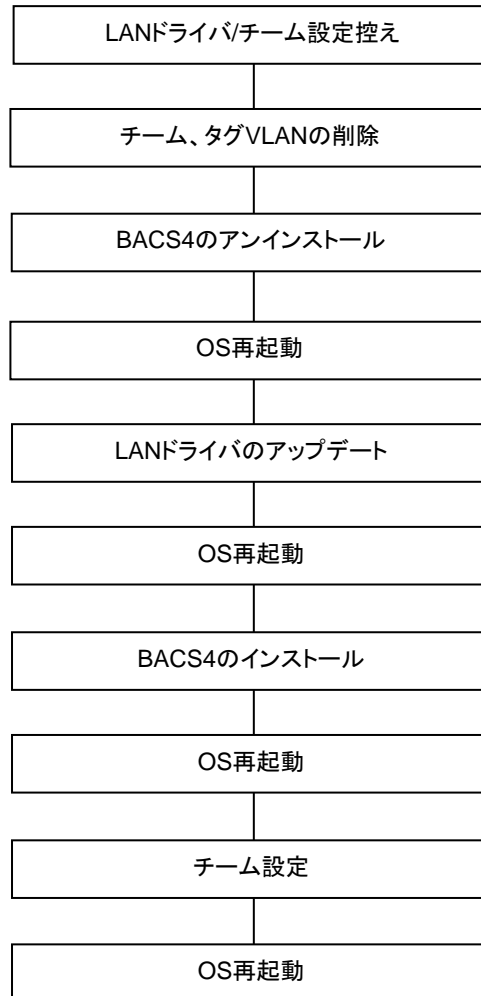 LANドライバ/チーム設定控え
チーム、タグVLANの削除
BACS4のアンインストール
OS再起動
LANドライバのアップデート
OS再起動
BACS4のインストール
OS再起動
チーム設定
OS再起動